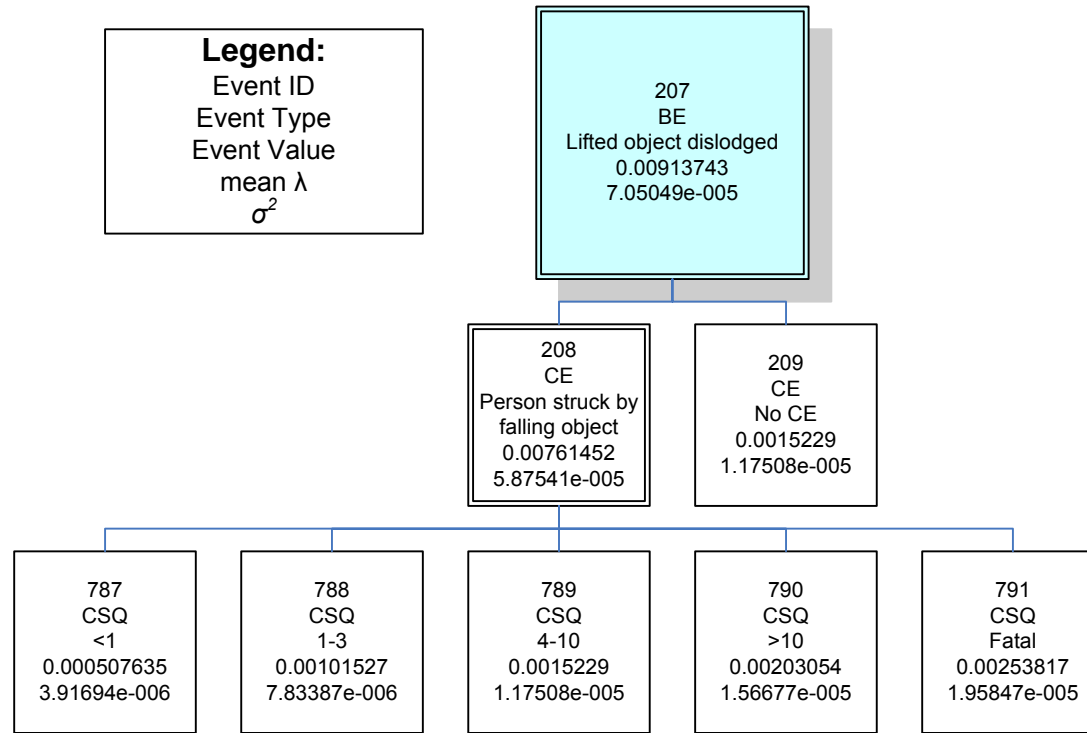 Legend:
Event ID
Event Type
Event Value
mean λ
σ²
207
BE
Lifted object dislodged
0.00913743
7.05049e-005
208
CE
Person struck by
falling object
0.00761452
5.87541e-005
209
CE
No CE
0.0015229
1.17508e-005
787
CSQ
<1
0.000507635
3.91694e-006
788
CSQ
1-3
0.00101527
7.83387e-006
789
CSQ
4-10
0.0015229
1.17508e-005
790
CSQ
>10
0.00203054
1.56677e-005
791
CSQ
Fatal
0.00253817
1.95847e-005